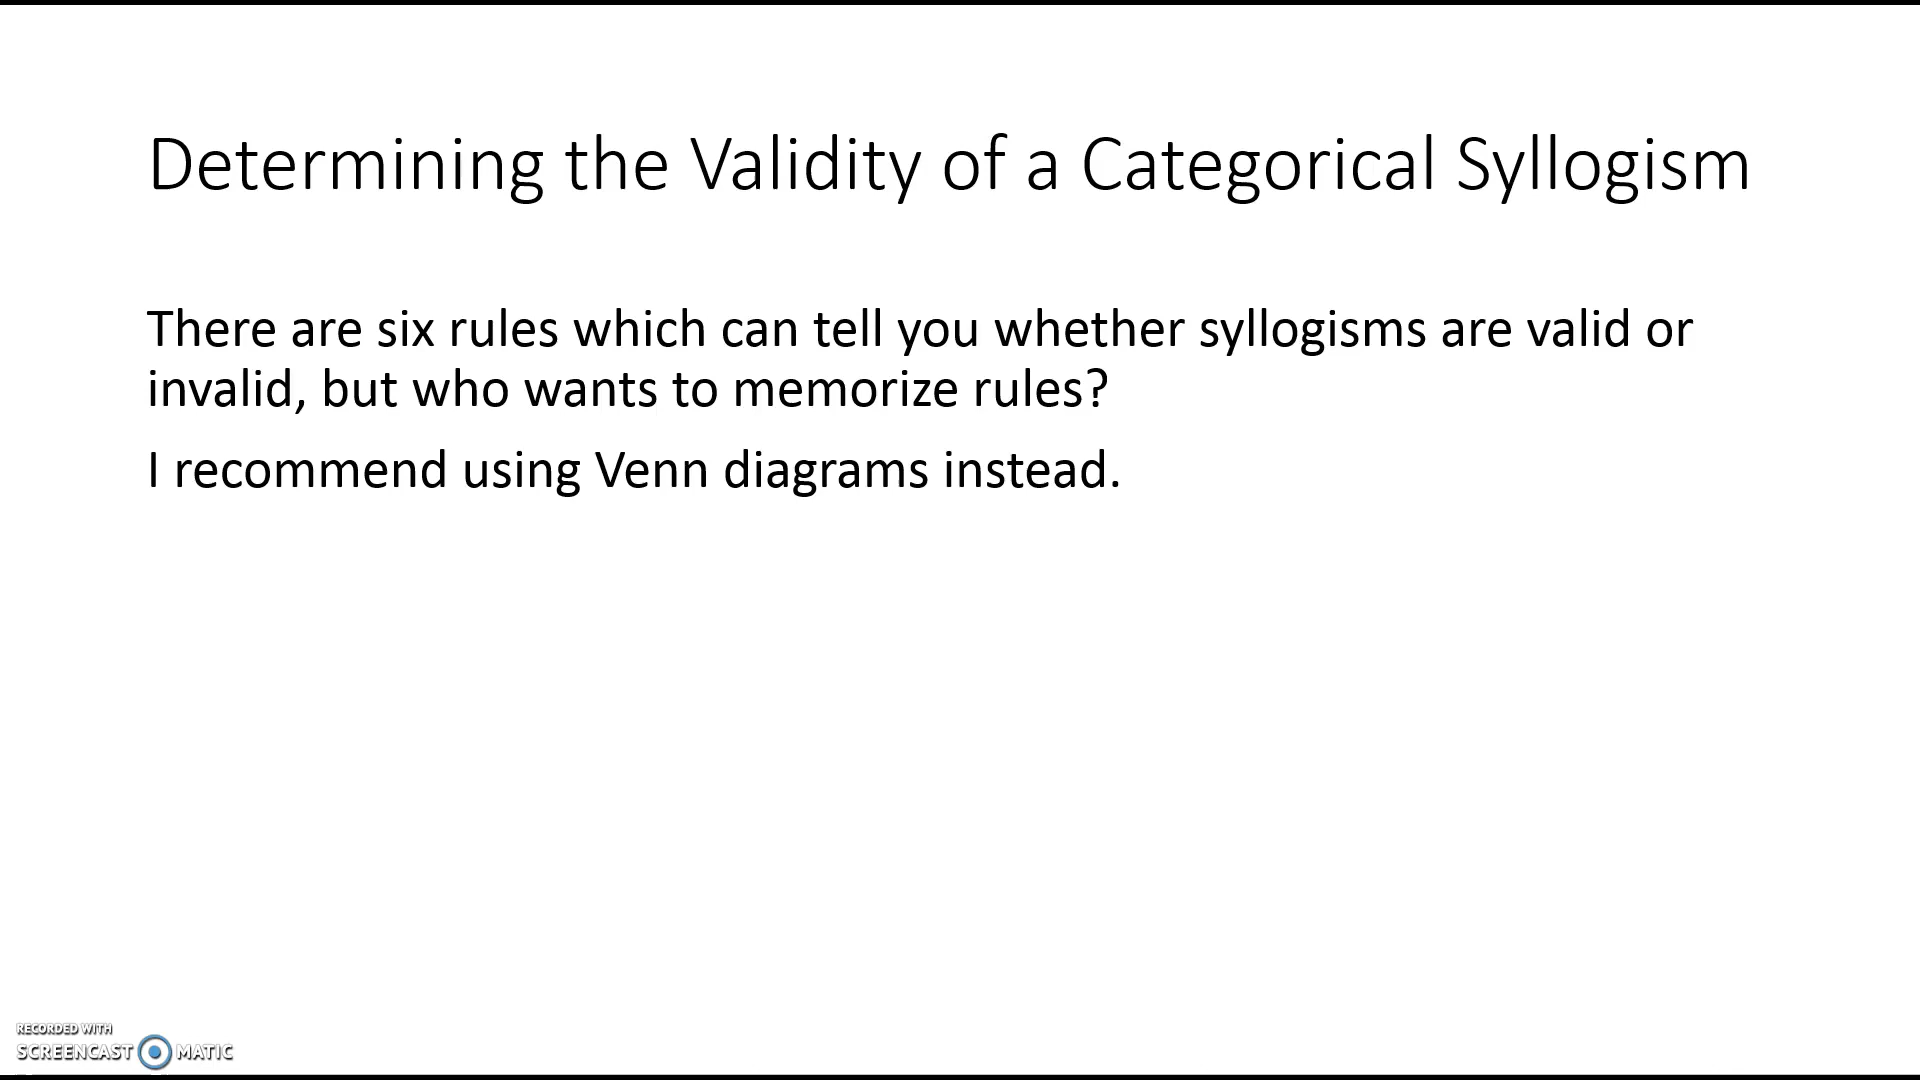 Determining the Validity of a Categorical Syllogism
There are six rules which can tell you whether syllogisms are valid or
invalid, but who wants to memorize rules?
I recommend using Venn diagrams instead.
RECORDED WITH
SCREENCAST MATIC